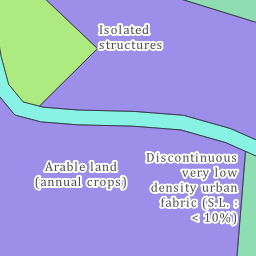 Isolated
structures
Arable land
(annual crops)
Discontinuous
very low
density urban
fabric (S.L. :
< 10%)